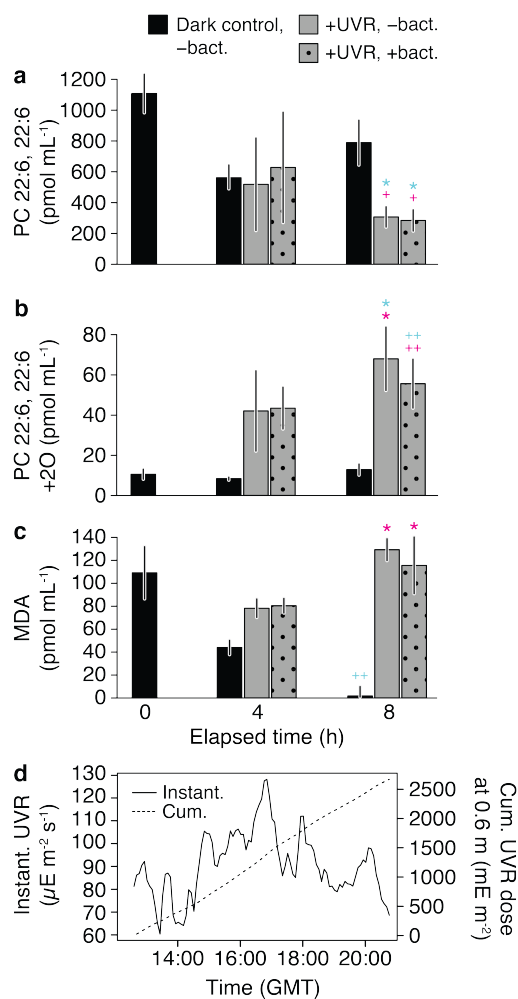 Dark control,
−bact.
+UVR, −bact.
+UVR, +bact.
a
PC 22:6, 22:6
(pmol mL⁻¹)
1200
1000
800
600
400
200
0
*
+
*
+
b
PC 22:6, 22:6
+2O (pmol mL⁻¹)
80
60
40
20
0
*
*
++
++
c
MDA
(pmol mL⁻¹)
140
120
100
80
60
40
20
0
++
*
*
0 4 8
Elapsed time (h)
d
Instant. UVR
(µE m⁻² s⁻¹)
130
120
110
100
90
80
70
60
Instant.
Cum.
2500
2000
1500
1000
500
0
Cum. UVR dose
at 0.6 m (mE m⁻²)
14:00 16:00 18:00 20:00
Time (GMT)